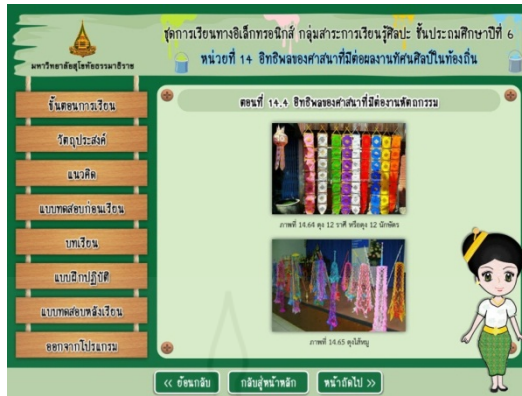 ชุดการเรียนทางอิเล็กทรอนิกส์ กลุ่มสาระการเรียนรู้ศิลปะ ชั้นประถมศึกษาปีที่ 6
หน่วยที่ 14 อิทธิพลของศาสนาที่มีต่อผลงานทัศนศิลป์ในท้องถิ่น
มหาวิทยาลัยสุโขทัยธรรมาธิราช
ขั้นตอนการเรียน
วัตถุประสงค์
แนวคิด
แบบทดสอบก่อนเรียน
บทเรียน
แบบฝึกปฏิบัติ
แบบทดสอบหลังเรียน
ออกจากโปรแกรม
ตอนที่ 14.4 อิทธิพลของศาสนาที่มีต่องานหัตถกรรม
ภาพที่ 14.64 ตุง 12 ราศี หรือตุง 12 นักษัตร
ภาพที่ 14.65 ตุงไส้หมู
<< ย้อนกลับ
กลับสู่หน้าหลัก
หน้าถัดไป >>